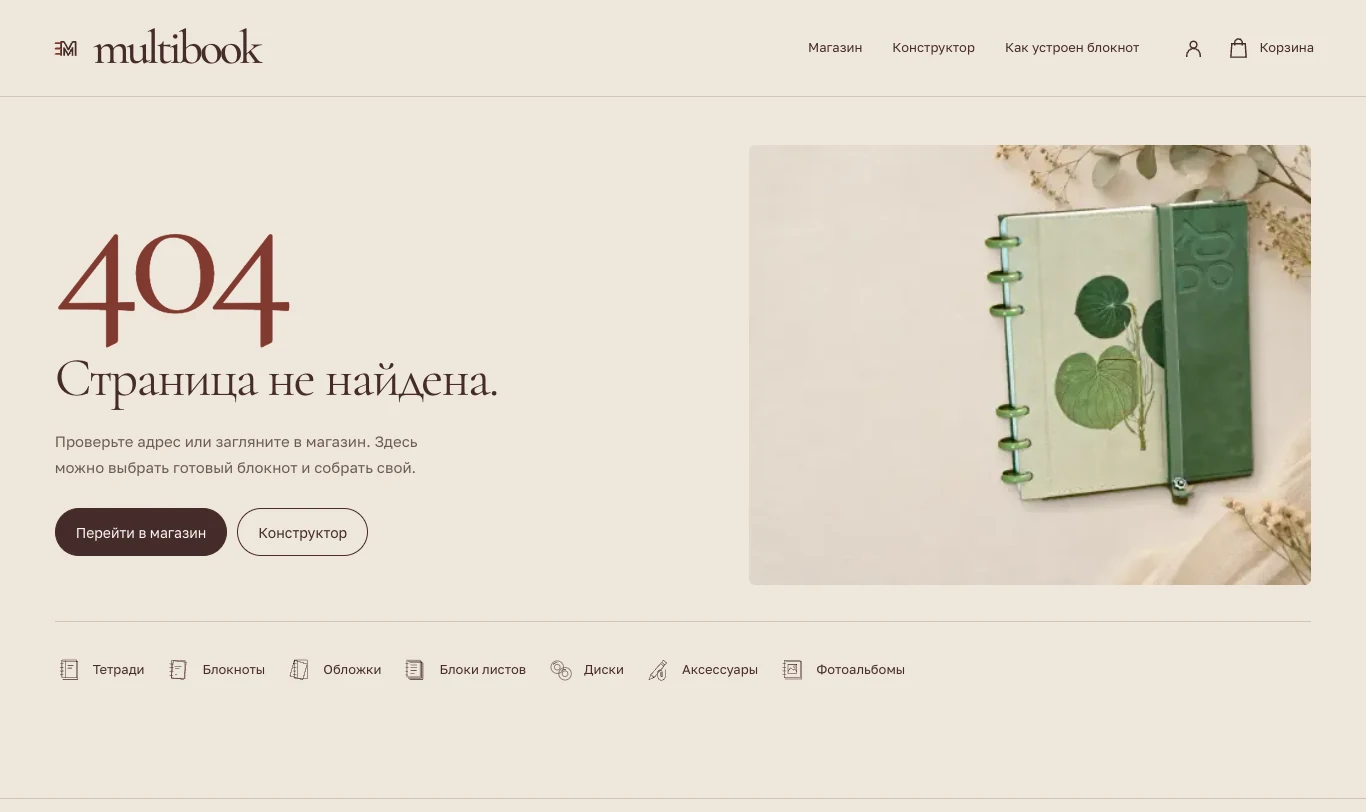 multibook
Магазин
Конструктор
Как устроен блокнот
Корзина
404
Страница не найдена.
Проверьте адрес или загляните в магазин. Здесь
можно выбрать готовый блокнот и собрать свой.
Перейти в магазин
Конструктор
Тетради
Блокноты
Обложки
Блоки листов
Диски
Аксессуары
Фотоальбомы